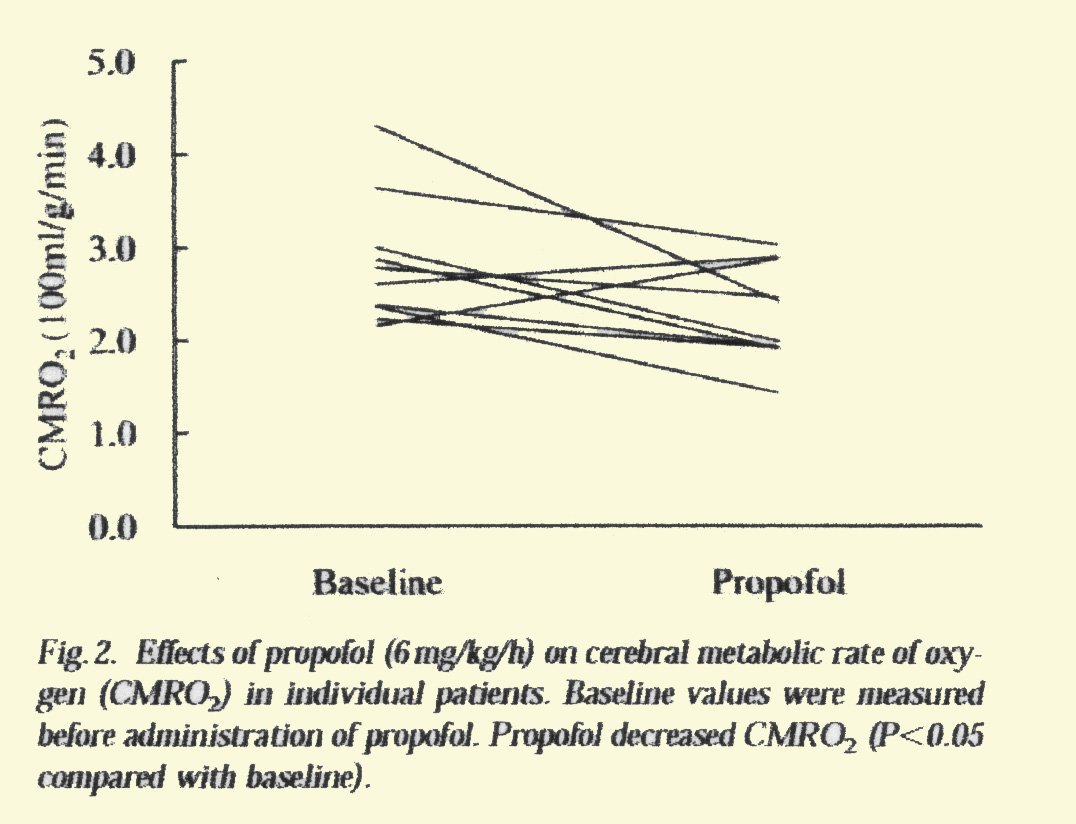 5.0
4.0
3.0
2.0
1.0
0.0
CMRO₂ (100ml/g/min)
Baseline Propofol
Fig. 2. Effects of propofol (6 mg/kg/h) on cerebral metabolic rate of oxy-
gen (CMRO₂) in individual patients. Baseline values were measured
before administration of propofol. Propofol decreased CMRO₂ (P<0.05
compared with baseline).